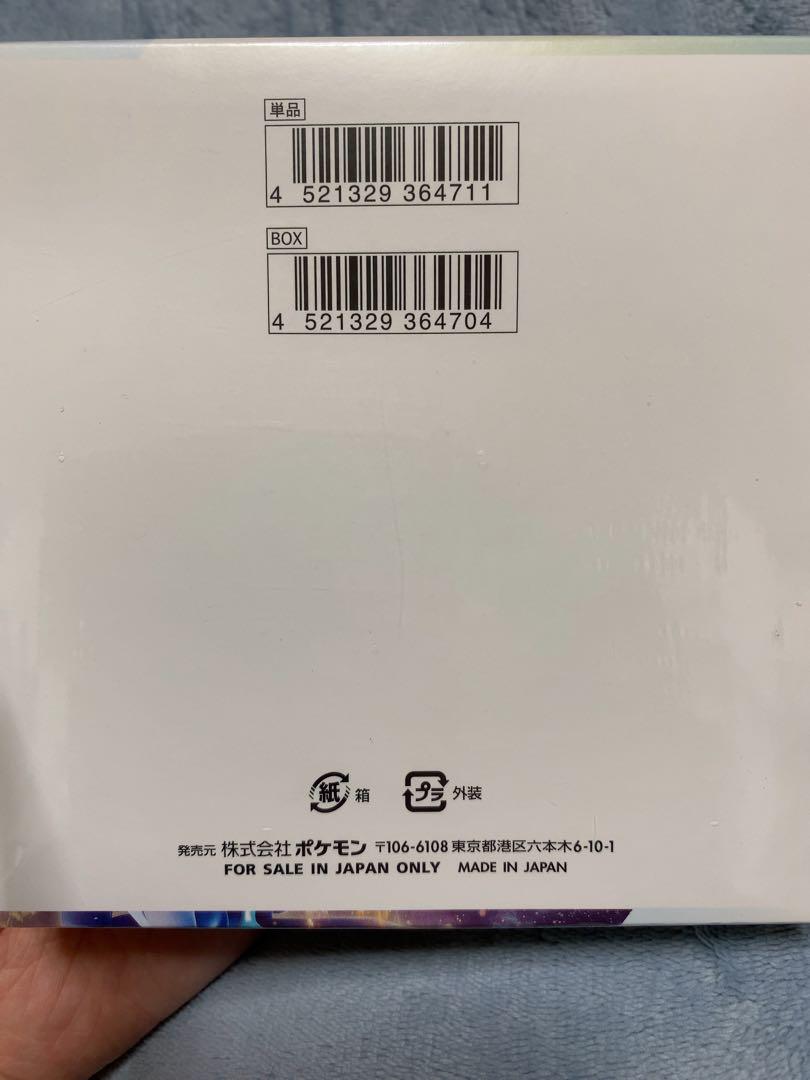 単品
4 521329 364711
BOX
4 521329 364704
紙 箱 プラ 外装
発売元 株式会社 ポケモン 〒106-6108 東京都港区六本木6-10-1
FOR SALE IN JAPAN ONLY MADE IN JAPAN